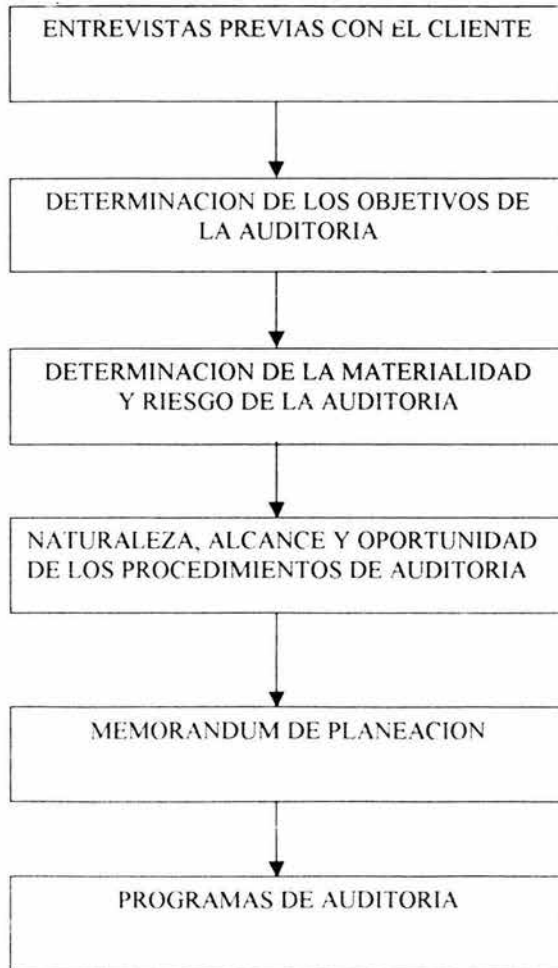 ENTREVISTAS PREVIAS CON EL CLIENTE
DETERMINACION DE LOS OBJETIVOS DE
LA AUDITORIA
DETERMINACION DE LA MATERIALIDAD
Y RIESGO DE LA AUDITORIA
NATURALEZA, ALCANCE Y OPORTUNIDAD
DE LOS PROCEDIMIENTOS DE AUDITORIA
MEMORANDUM DE PLANEACION
PROGRAMAS DE AUDITORIA